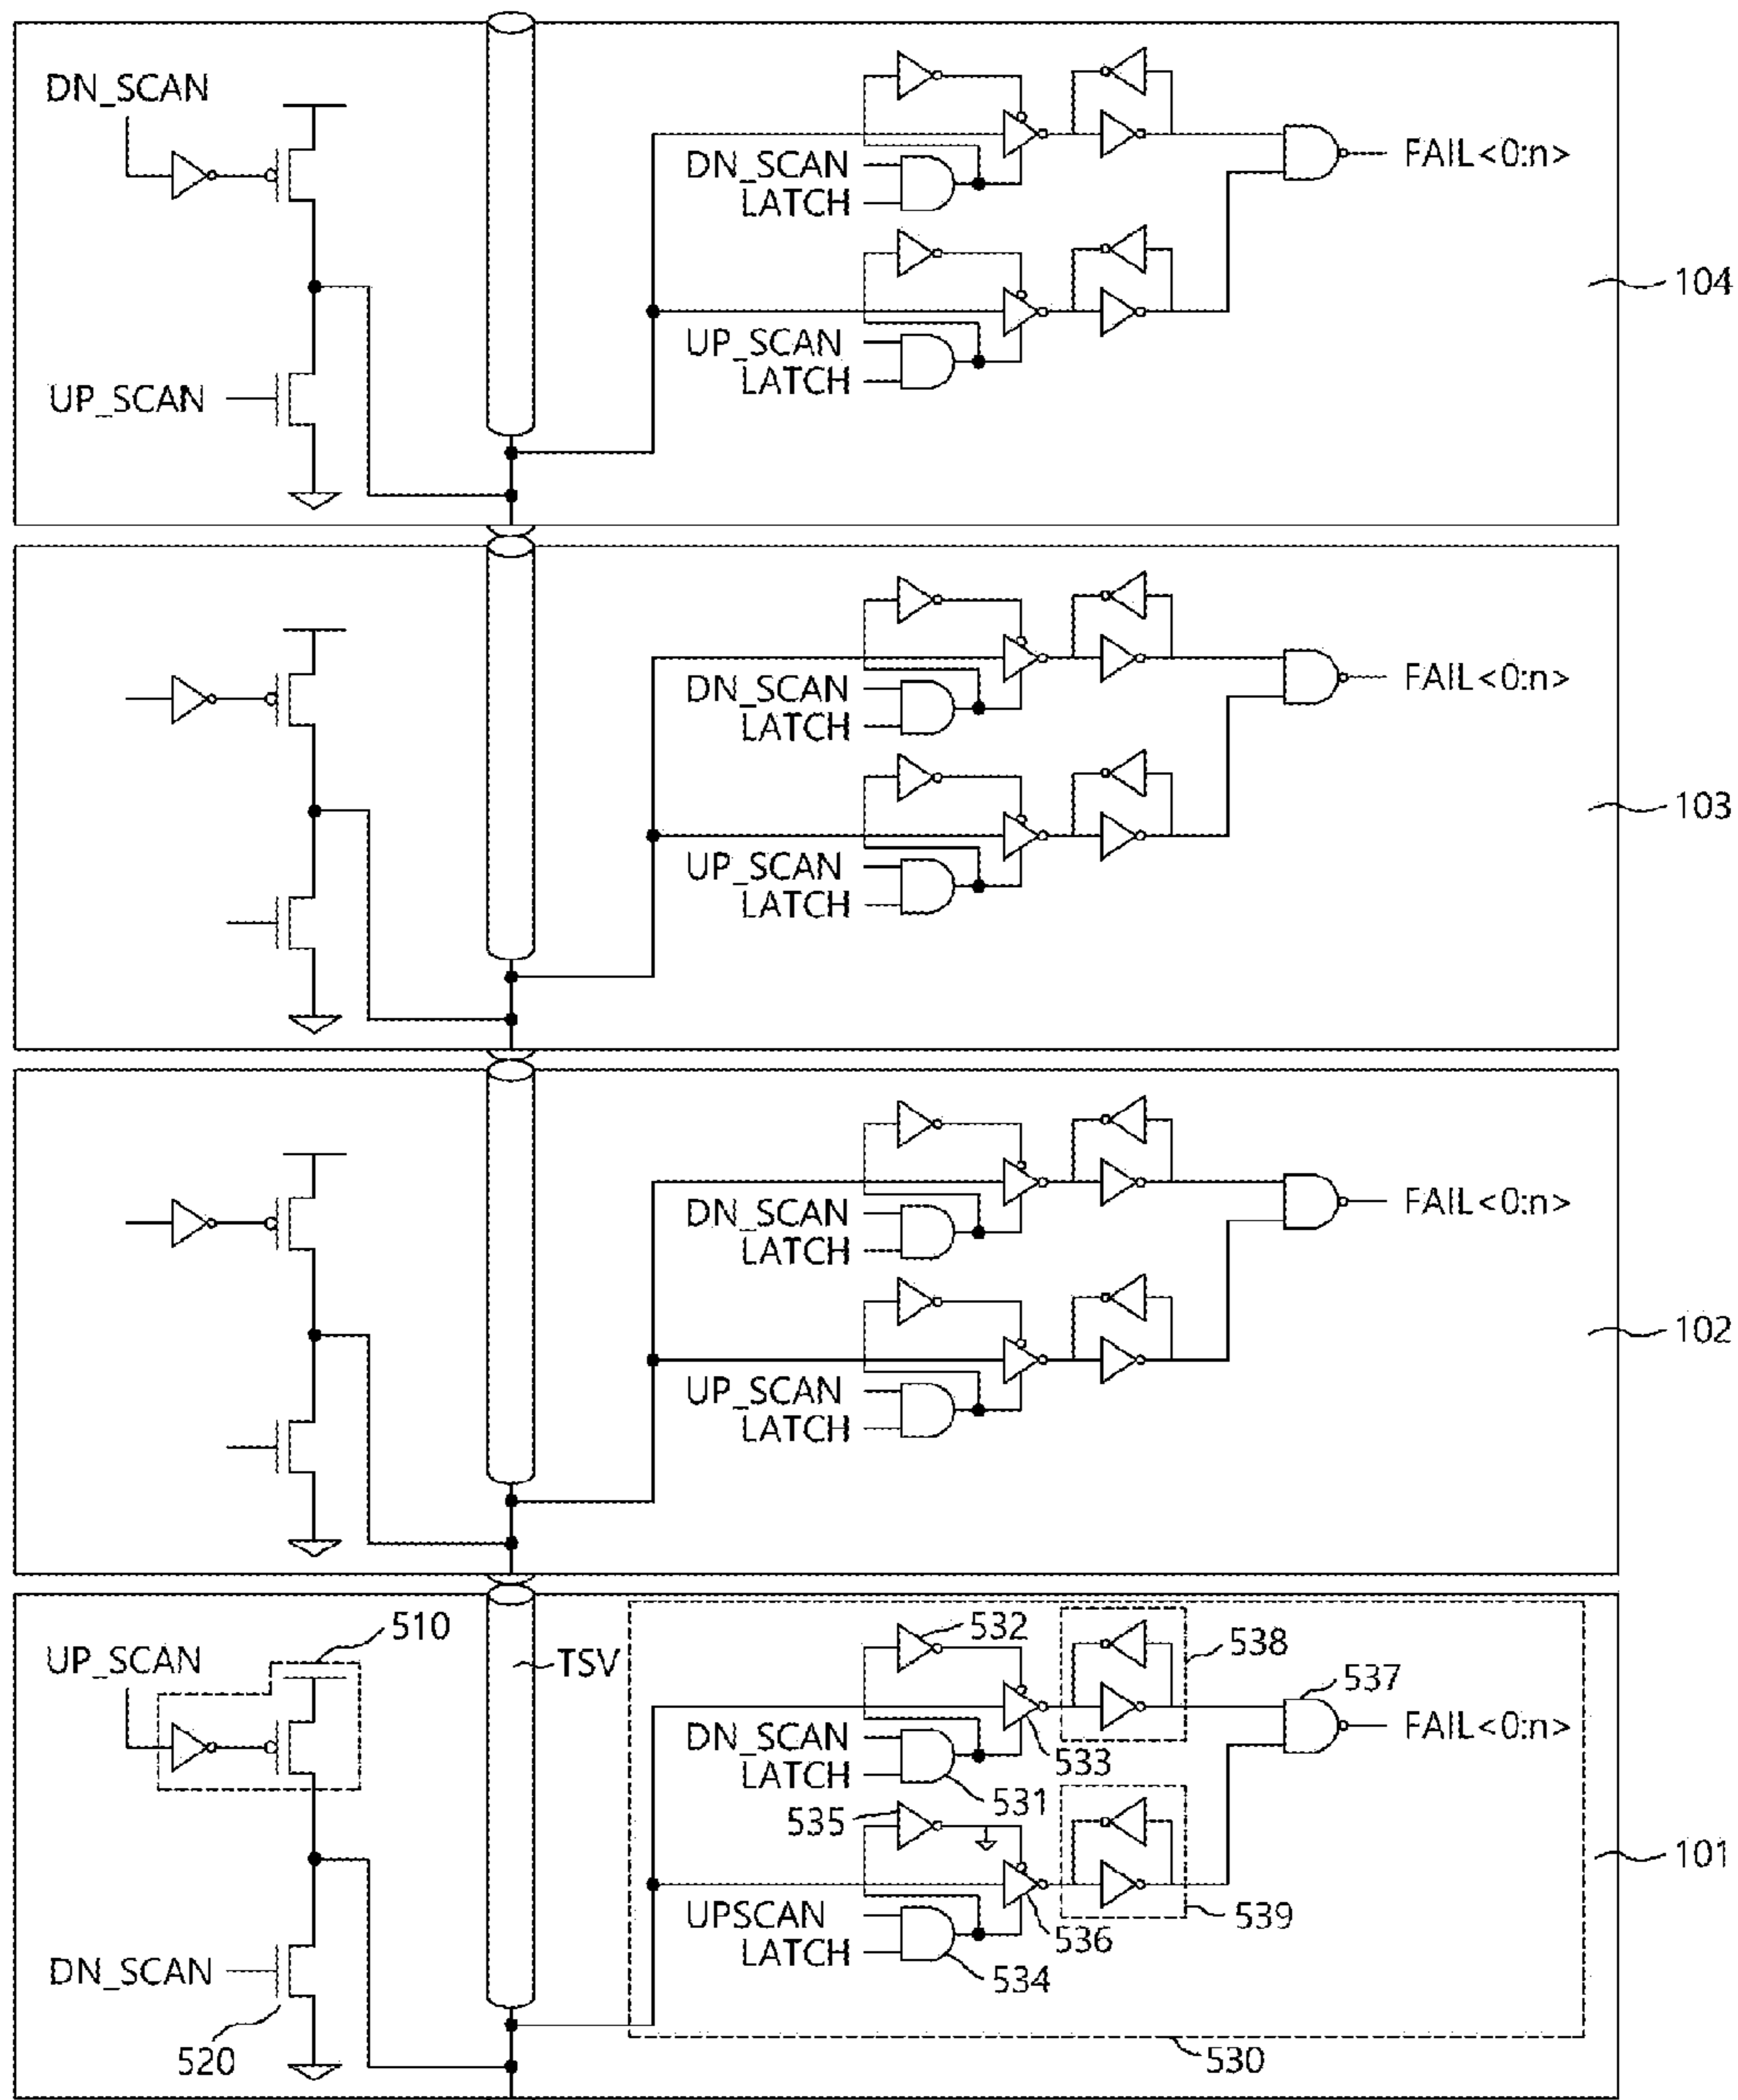 DN_SCAN
UP_SCAN
DN_SCAN
LATCH
UP_SCAN
LATCH
FAIL<0:n>
104
DN_SCAN
LATCH
UP_SCAN
LATCH
FAIL<0:n>
103
DN_SCAN
LATCH
UP_SCAN
LATCH
FAIL<0:n>
102
UP_SCAN
510
DN_SCAN
520
TSV
532
538
537
DN_SCAN
LATCH
533
531
FAIL<0:n>
535
UPSCAN
LATCH
536
534
539
530
101